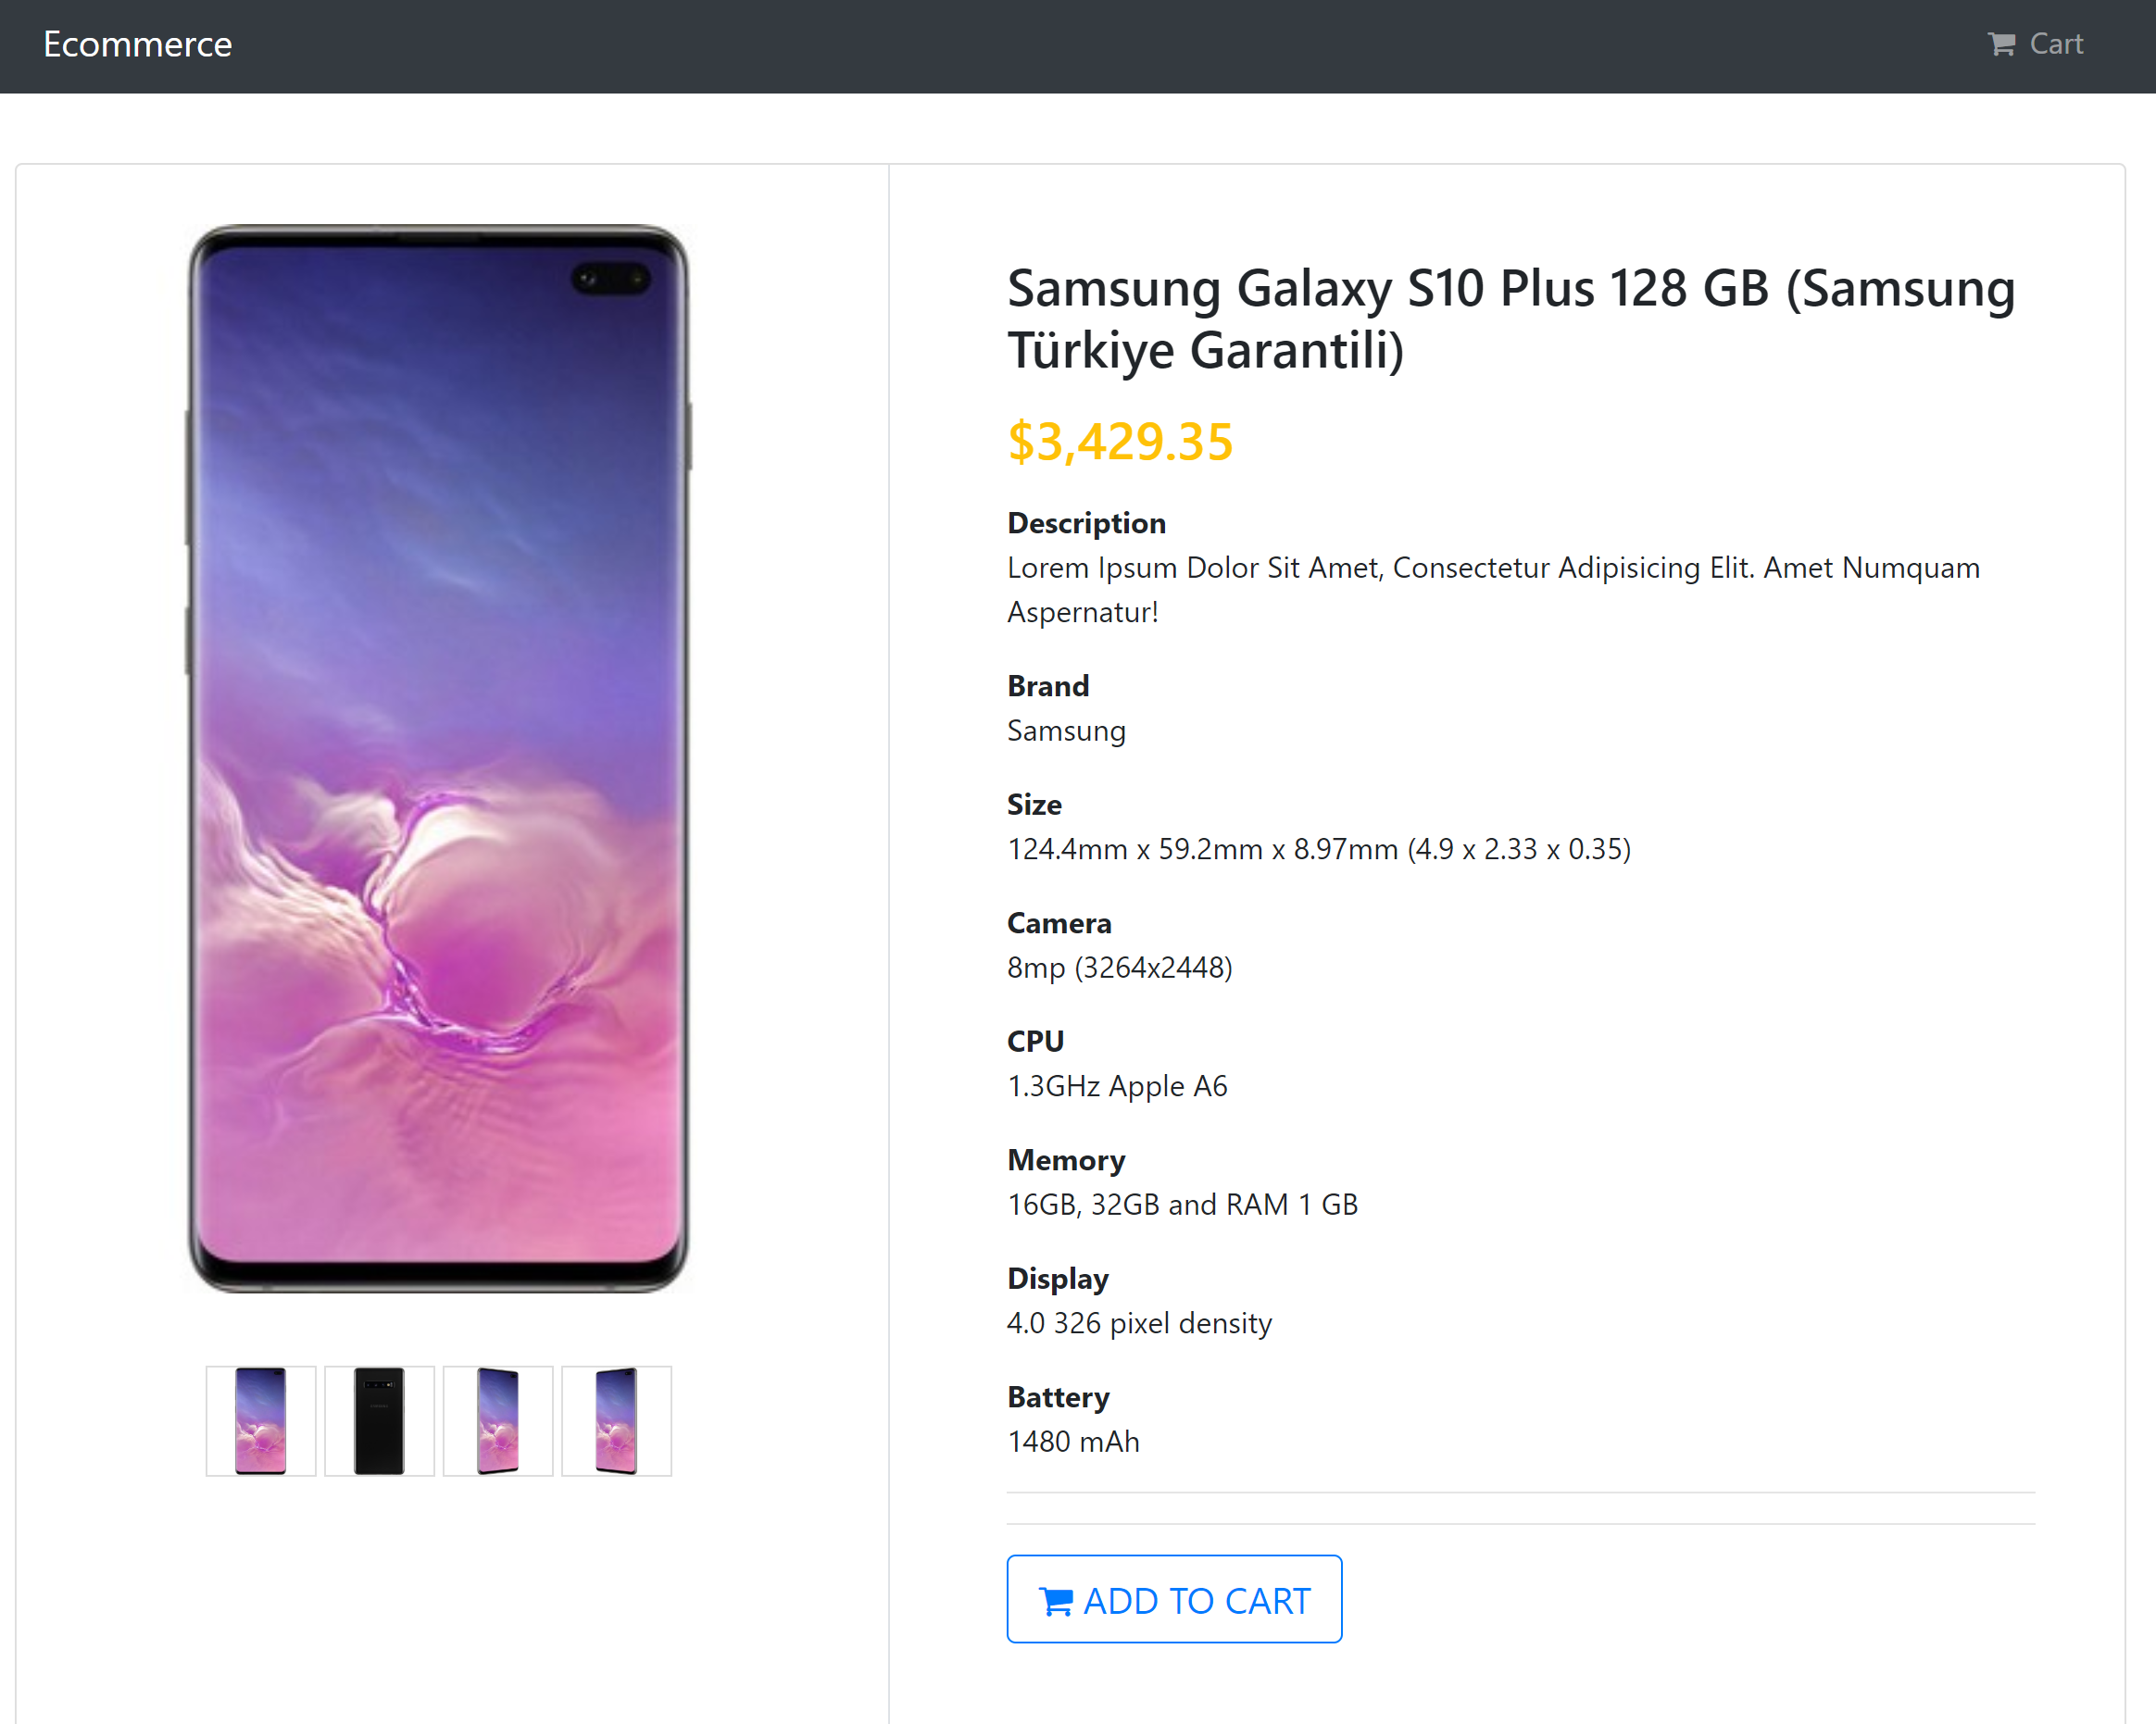 Ecommerce
Cart
Samsung Galaxy S10 Plus 128 GB (Samsung
Türkiye Garantili)
$3,429.35
Description
Lorem Ipsum Dolor Sit Amet, Consectetur Adipisicing Elit. Amet Numquam
Aspernatur!
Brand
Samsung
Size
124.4mm x 59.2mm x 8.97mm (4.9 x 2.33 x 0.35)
Camera
8mp (3264x2448)
CPU
1.3GHz Apple A6
Memory
16GB, 32GB and RAM 1 GB
Display
4.0 326 pixel density
Battery
1480 mAh
ADD TO CART